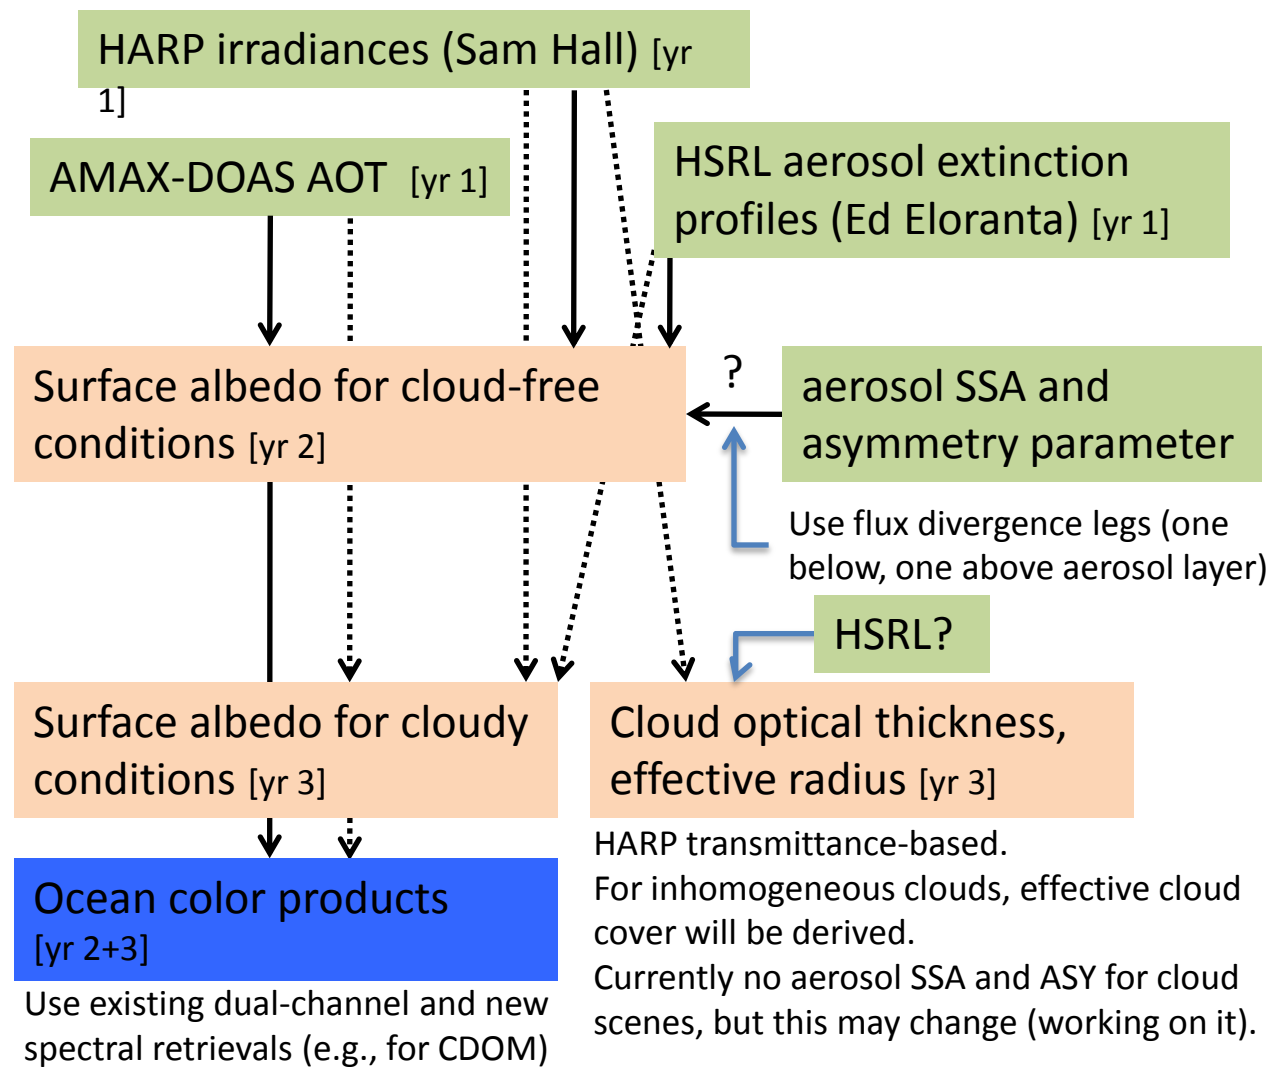 HARP irradiances (Sam Hall) [yr
1]
AMAX-DOAS AOT [yr 1]
HSRL aerosol extinction
profiles (Ed Eloranta) [yr 1]
Surface albedo for cloud-free
conditions [yr 2]
?
aerosol SSA and
asymmetry parameter
Use flux divergence legs (one
below, one above aerosol layer)
HSRL?
Surface albedo for cloudy
conditions [yr 3]
Cloud optical thickness,
effective radius [yr 3]
HARP transmittance-based.
For inhomogeneous clouds, effective cloud
cover will be derived.
Currently no aerosol SSA and ASY for cloud
scenes, but this may change (working on it).
Ocean color products
[yr 2+3]
Use existing dual-channel and new
spectral retrievals (e.g., for CDOM)